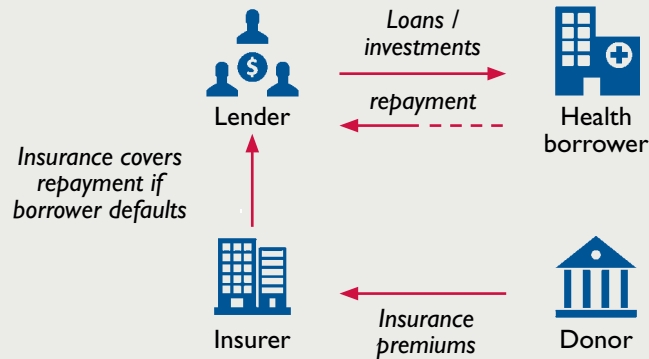 Loans /
investments
$
repayment
Lender
Health
borrower
Insurance covers
repayment if
borrower defaults
Insurer
Insurance
premiums
Donor